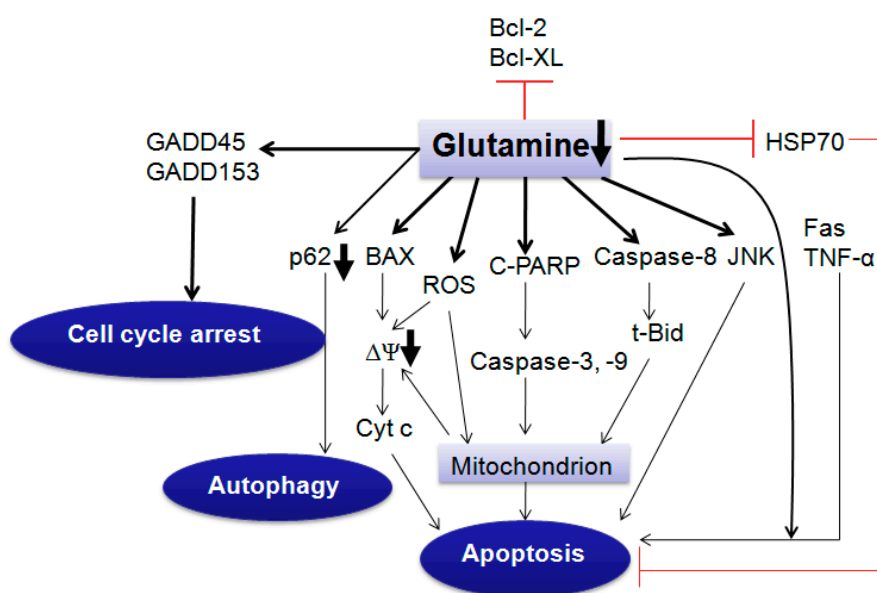 Bcl-2
Bcl-XL
GADD45
GADD153
Glutamine
HSP70
p62
BAX
ROS
C-PARP
Caspase-8
JNK
Fas
TNF-α
Cell cycle arrest
ΔΨ
t-Bid
Caspase-3, -9
Cyt c
Mitochondrion
Autophagy
Apoptosis